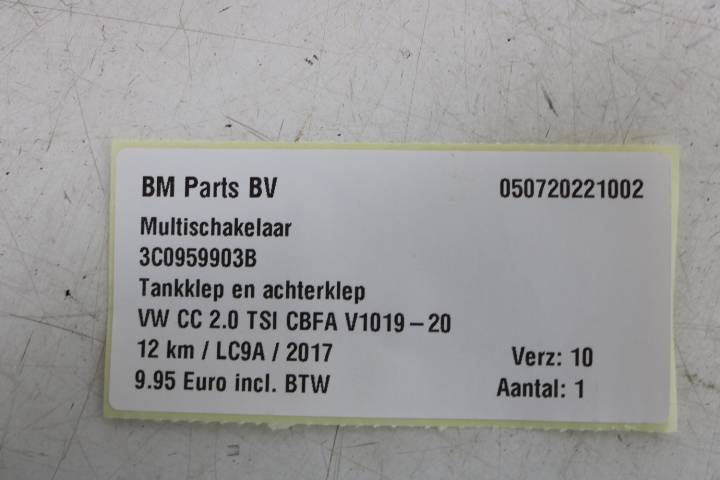 BM Parts BV 050720221002
Multischakelaar
3C0959903B
Tankklep en achterklep
VW CC 2.0 TSI CBFA V1019-20
12 km / LC9A / 2017 Verz: 10
9.95 Euro incl. BTW Aantal: 1